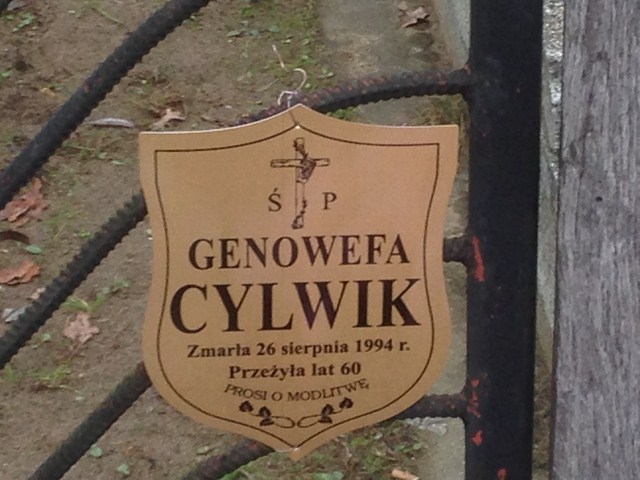 Ś P
GENOWEFA
CYLWIK
Zmarła 26 sierpnia 1994 r.
Przeżyła lat 60
PROSI O MODLITWĘ